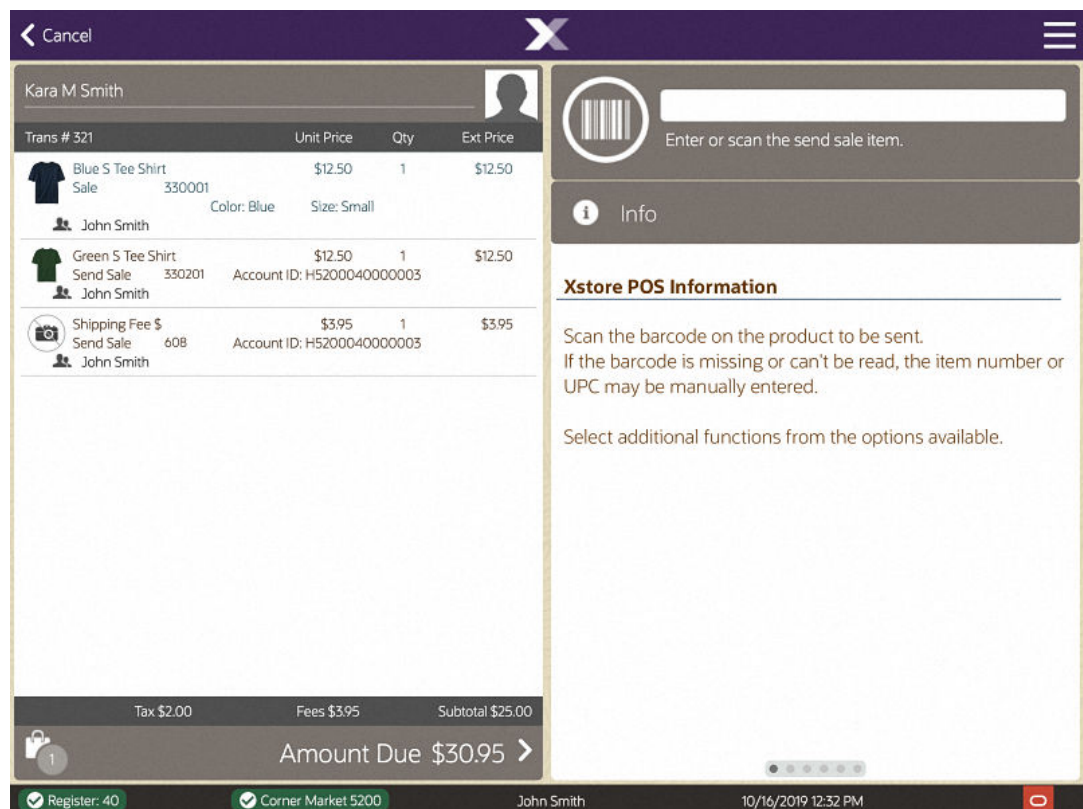 Cancel
Kara M Smith
Trans # 321 Unit Price Qty Ext Price
Blue S Tee Shirt $12.50 1 $12.50
Sale 330001
Color: Blue Size: Small
John Smith
Green S Tee Shirt $12.50 1 $12.50
Send Sale 330201 Account ID: H5200040000003
John Smith
Shipping Fee $ $3.95 1 $3.95
Send Sale 608 Account ID: H5200040000003
John Smith
Tax $2.00 Fees $3.95 Subtotal $25.00
1
Amount Due $30.95
Enter or scan the send sale item.
Info
Xstore POS Information
Scan the barcode on the product to be sent.
If the barcode is missing or can't be read, the item number or
UPC may be manually entered.
Select additional functions from the options available.
Register: 40 Corner Market 5200 John Smith 10/16/2019 12:32 PM